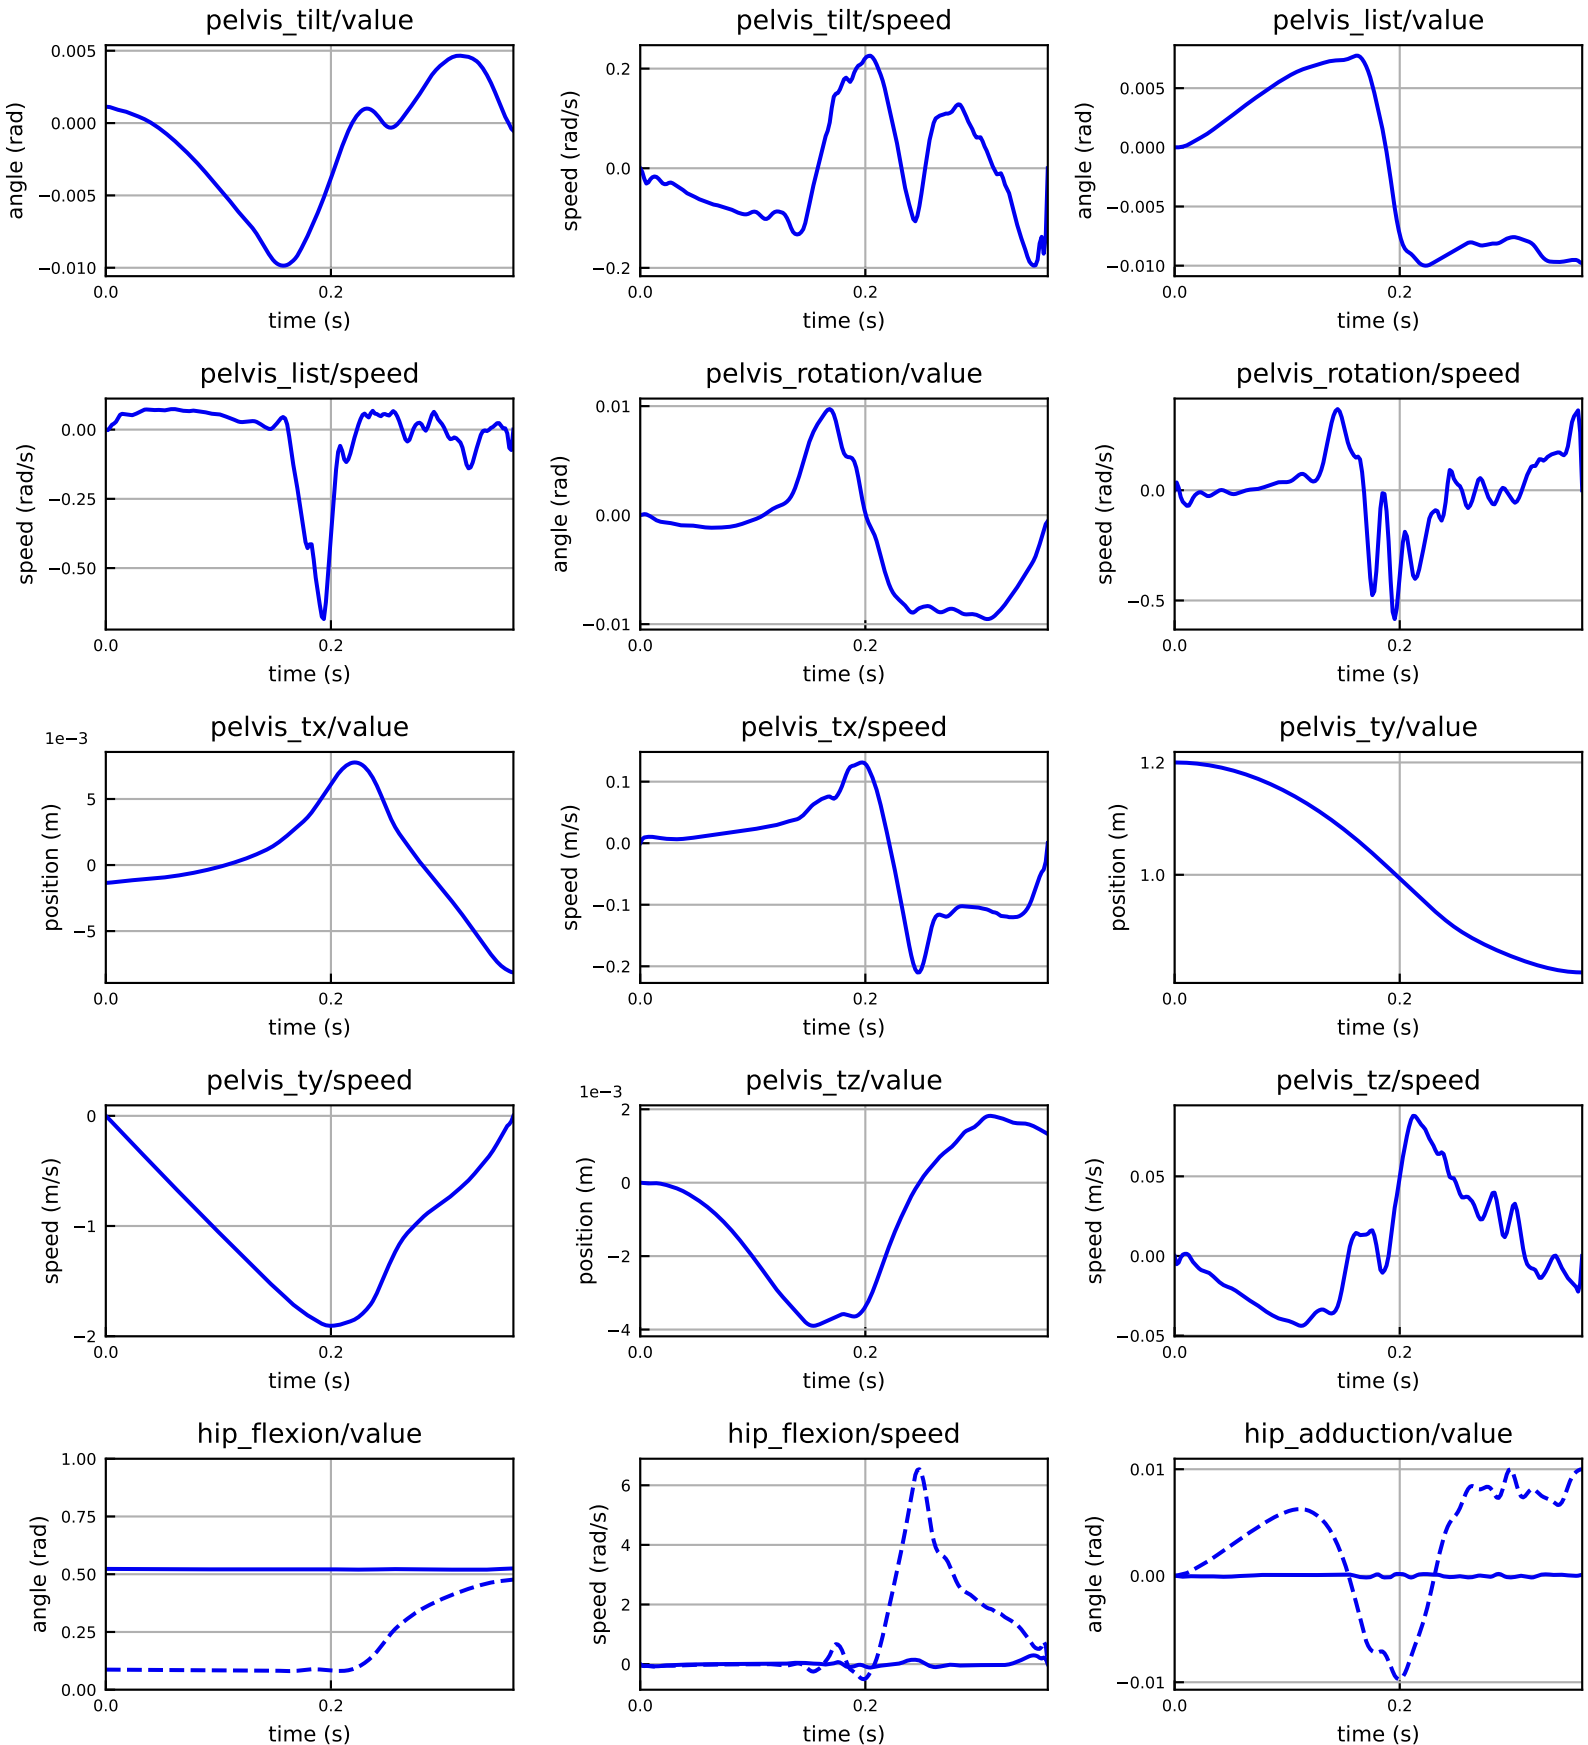 pelvis_tilt/value
pelvis_tilt/speed
pelvis_list/value
angle (rad)
0.005
0.000
−0.005
−0.010
0.0
0.2
time (s)
speed (rad/s)
0.2
0.0
−0.2
0.0
0.2
time (s)
angle (rad)
0.005
0.000
−0.005
−0.010
0.0
0.2
time (s)
pelvis_list/speed
pelvis_rotation/value
pelvis_rotation/speed
speed (rad/s)
0.00
−0.25
−0.50
0.0
0.2
time (s)
angle (rad)
0.01
0.00
−0.01
0.0
0.2
time (s)
speed (rad/s)
0.0
−0.5
0.0
0.2
time (s)
pelvis_tx/value
pelvis_tx/speed
pelvis_ty/value
1e−3
position (m)
5
0
−5
0.0
0.2
time (s)
speed (m/s)
0.1
0.0
−0.1
−0.2
0.0
0.2
time (s)
position (m)
1.2
1.0
0.0
0.2
time (s)
pelvis_ty/speed
pelvis_tz/value
pelvis_tz/speed
speed (m/s)
0
−1
−2
0.0
0.2
time (s)
1e−3
position (m)
2
0
−2
−4
0.0
0.2
time (s)
speed (m/s)
0.05
0.00
−0.05
0.0
0.2
time (s)
hip_flexion/value
hip_flexion/speed
hip_adduction/value
angle (rad)
1.00
0.75
0.50
0.25
0.00
0.0
0.2
time (s)
speed (rad/s)
6
4
2
0
0.0
0.2
time (s)
angle (rad)
0.01
0.00
−0.01
0.0
0.2
time (s)